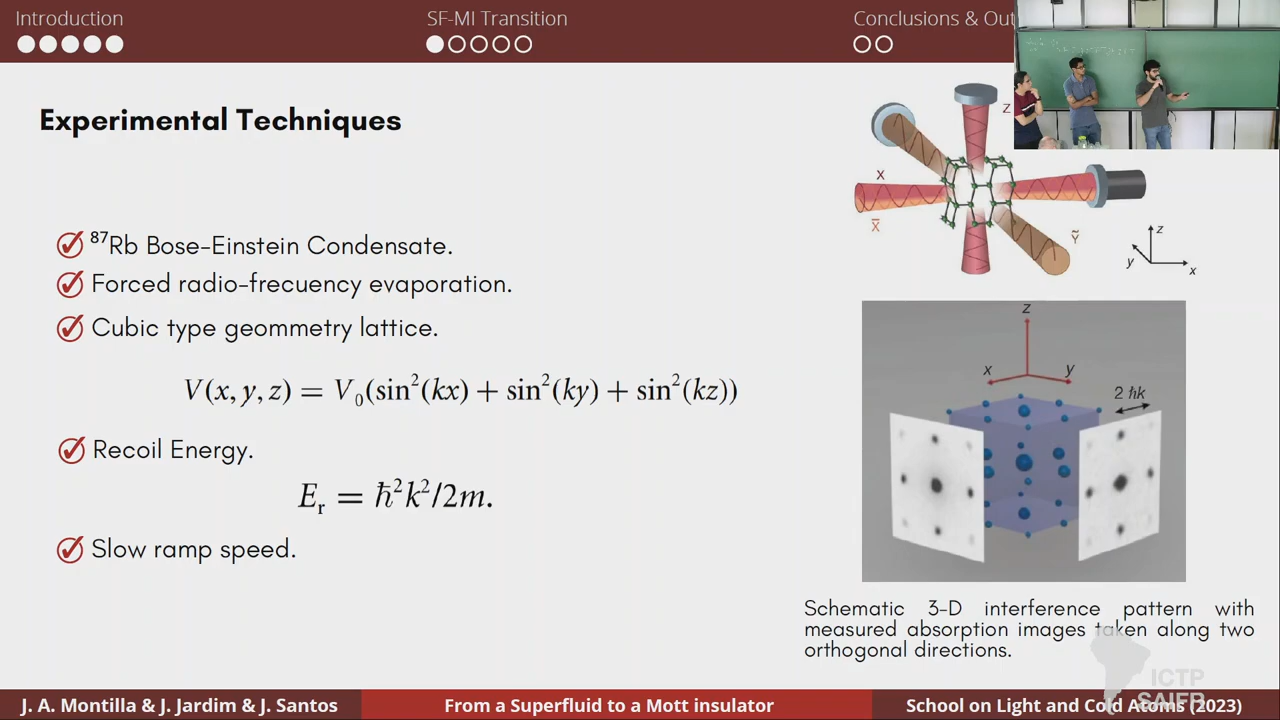 Introduction
SF-MI Transition
Conclusions & Out
Experimental Techniques
⁸⁷Rb Bose-Einstein Condensate.
Forced radio-frecuency evaporation.
Cubic type geommetry lattice.
V(x, y, z) = V₀(sin²(kx) + sin²(ky) + sin²(kz))
Recoil Energy.
Eᵣ = ℏ²k²/2m.
Slow ramp speed.
Z
X
X̅
Ỹ
z
y
x
z
x
y
2 ℏk
Schematic 3-D interference pattern with
measured absorption images taken along two
orthogonal directions.
ICTP
SAIFR
J. A. Montilla & J. Jardim & J. Santos
From a Superfluid to a Mott insulator
School on Light and Cold Atoms (2023)